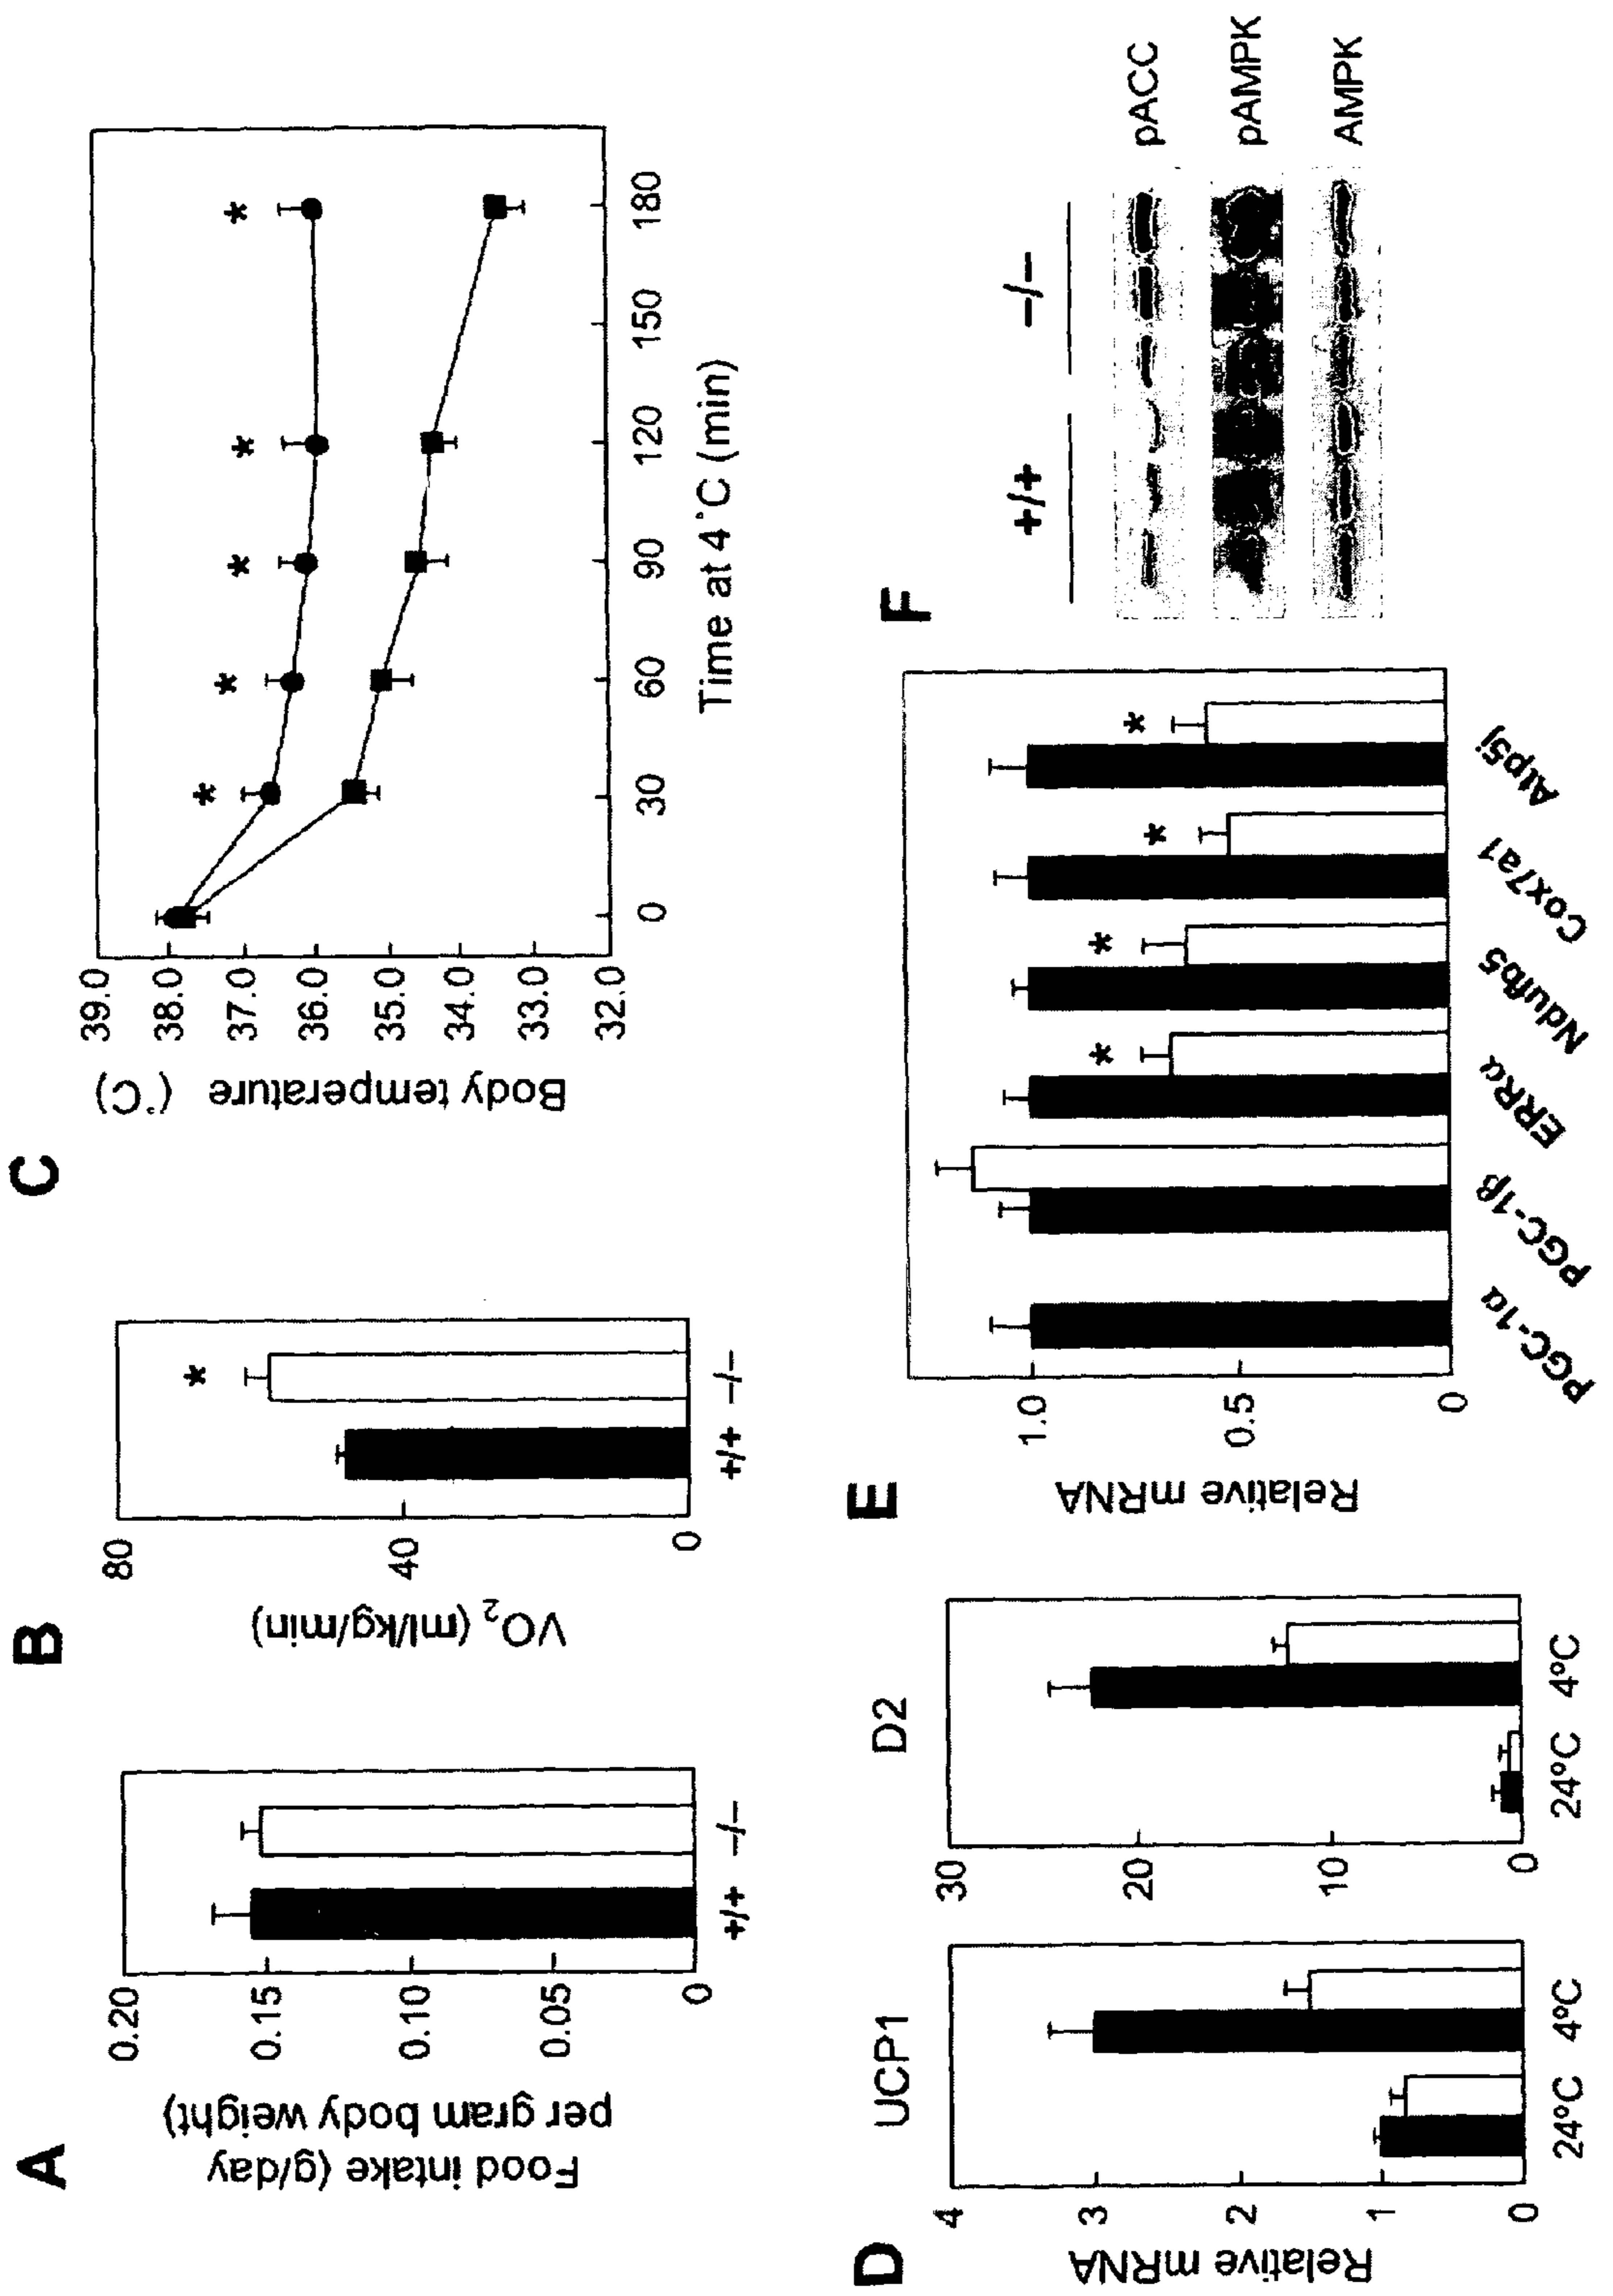 A
Food intake (g/day)
per gram body weight)
0.20
0.15
0.10
0.05
0
+/+ −/−
B
VO2 (ml/kg/min)
80
40
0
*
+/+ −/−
C
Body temperature (°C)
39.0
38.0
37.0
36.0
35.0
34.0
33.0
32.0
* * * * *
0 30 60 90 120 150 180
Time at 4°C (min)
D
Relative mRNA
UCP1
4
3
2
1
0
24ºC 4ºC
D2
30
20
10
0
24ºC 4ºC
E
Relative mRNA
1.0
0.5
0
* * * *
PGC-1α PGC-1β ERRα Ndufb5 Cox7a1 Atp5j
F
+/+ −/−
pACC
pAMPK
AMPK